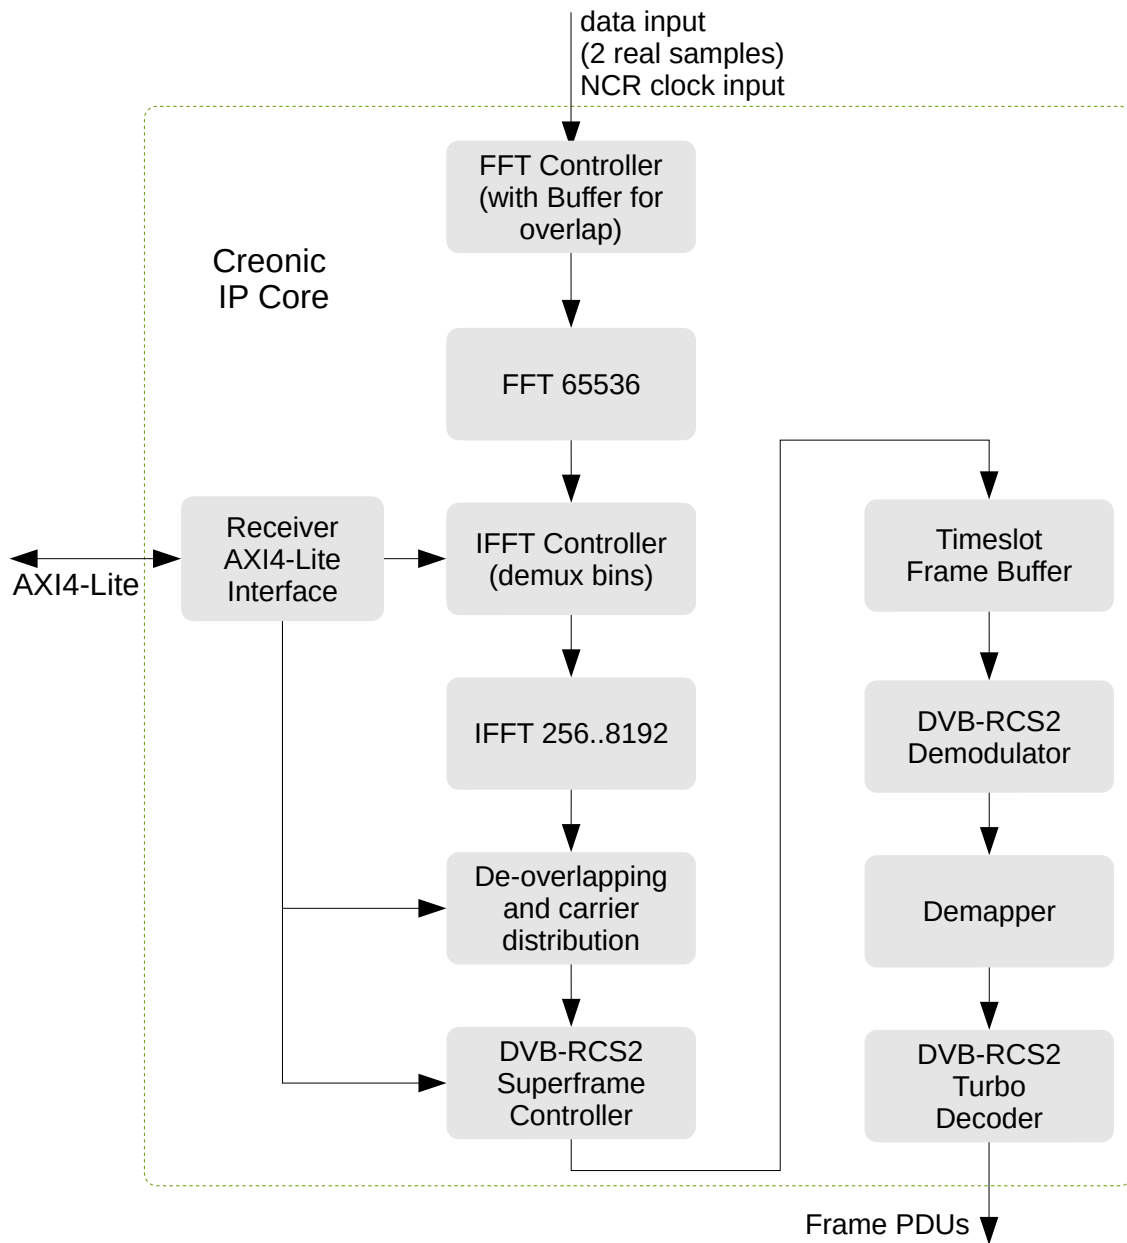 data input
(2 real samples)
NCR clock input
FFT Controller
(with Buffer for
overlap)
Creonic
IP Core
FFT 65536
Receiver
AXI4-Lite
Interface
AXI4-Lite
IFFT Controller
(demux bins)
IFFT 256..8192
De-overlapping
and carrier
distribution
DVB-RCS2
Superframe
Controller
Timeslot
Frame Buffer
DVB-RCS2
Demodulator
Demapper
DVB-RCS2
Turbo
Decoder
Frame PDUs